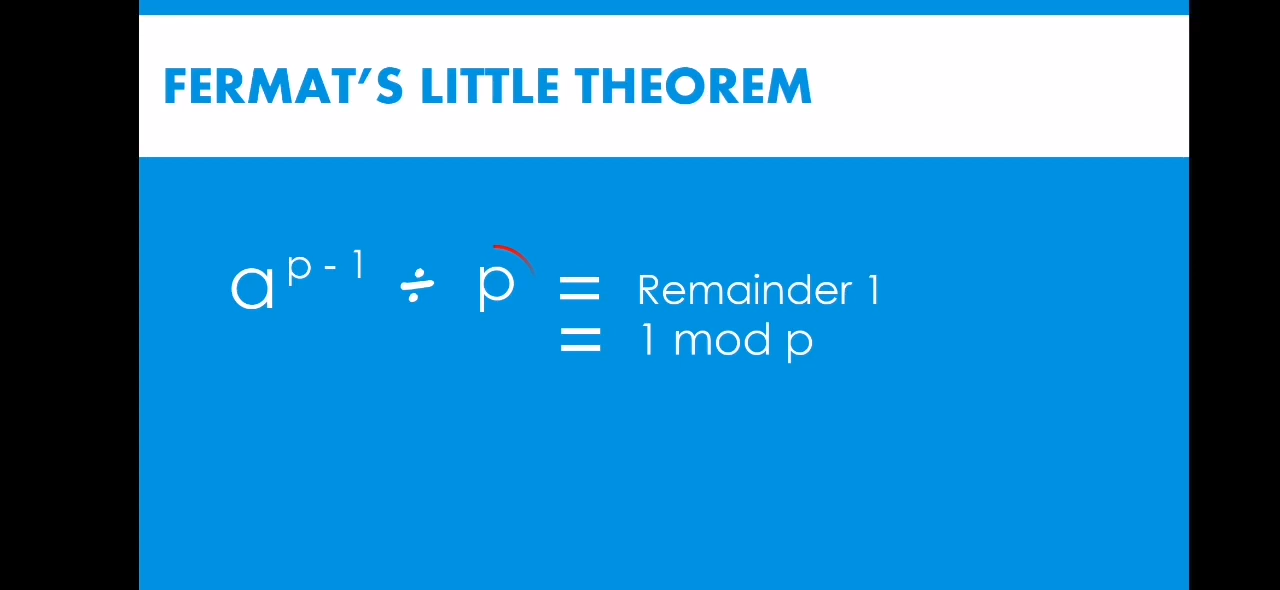 FERMAT’S LITTLE THEOREM
a^{p - 1} ÷ p = Remainder 1
= 1 mod p